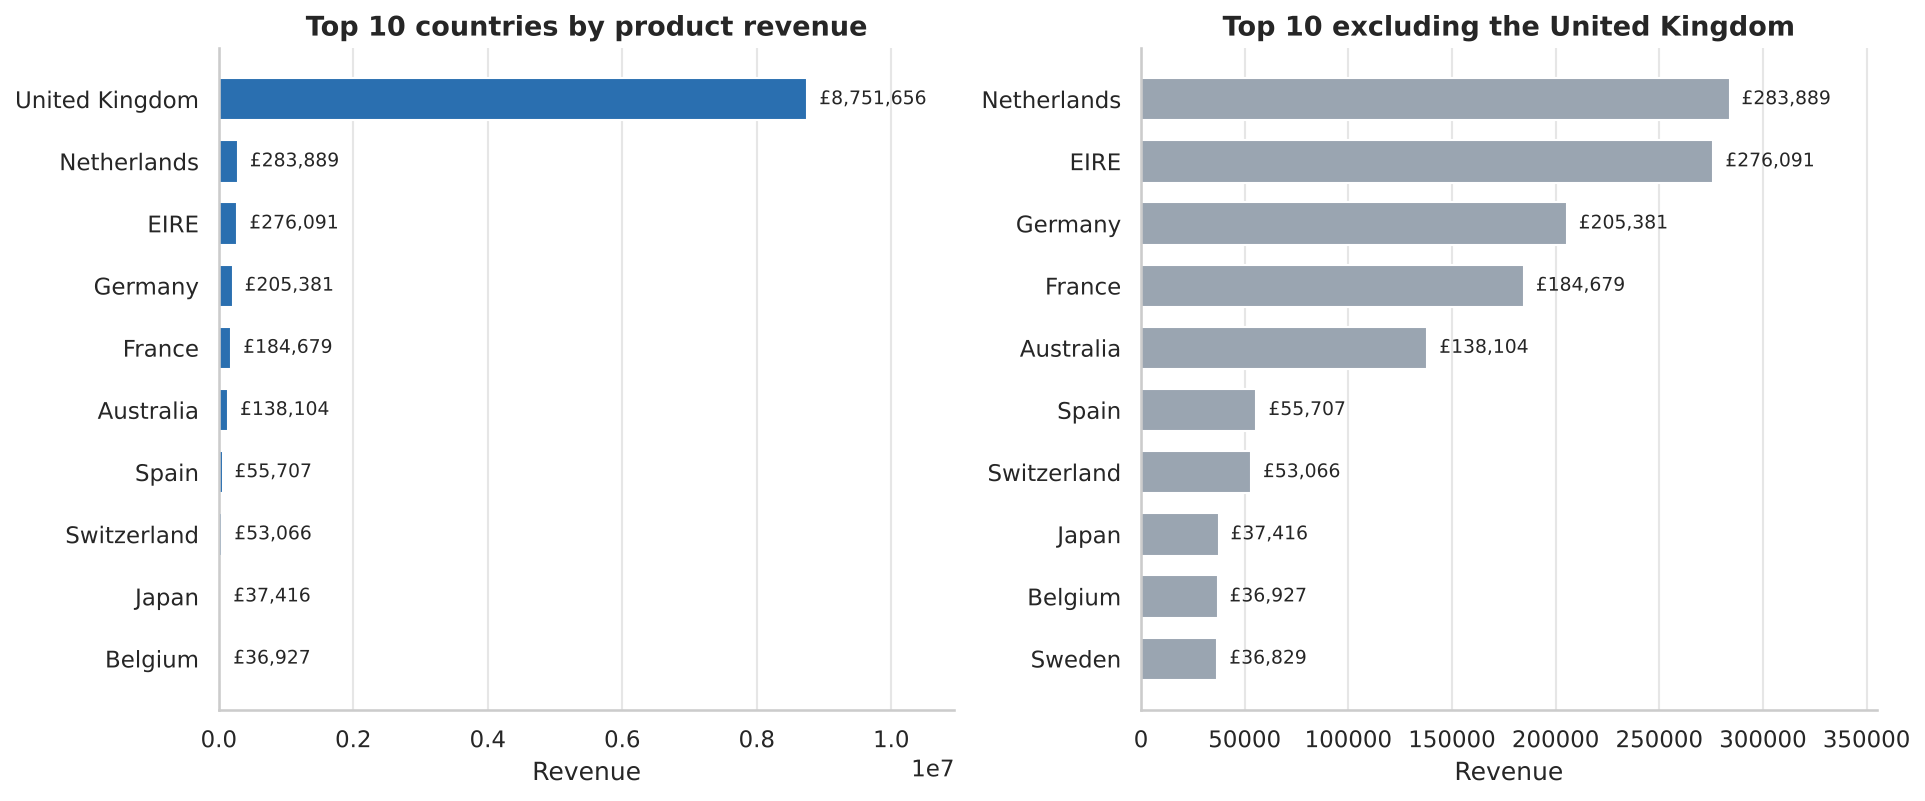 Top 10 countries by product revenue
United Kingdom £8,751,656
Netherlands £283,889
EIRE £276,091
Germany £205,381
France £184,679
Australia £138,104
Spain £55,707
Switzerland £53,066
Japan £37,416
Belgium £36,927
0.0 0.2 0.4 0.6 0.8 1.0
1e7
Revenue
Top 10 excluding the United Kingdom
Netherlands £283,889
EIRE £276,091
Germany £205,381
France £184,679
Australia £138,104
Spain £55,707
Switzerland £53,066
Japan £37,416
Belgium £36,927
Sweden £36,829
0 50000 100000 150000 200000 250000 300000 350000
Revenue